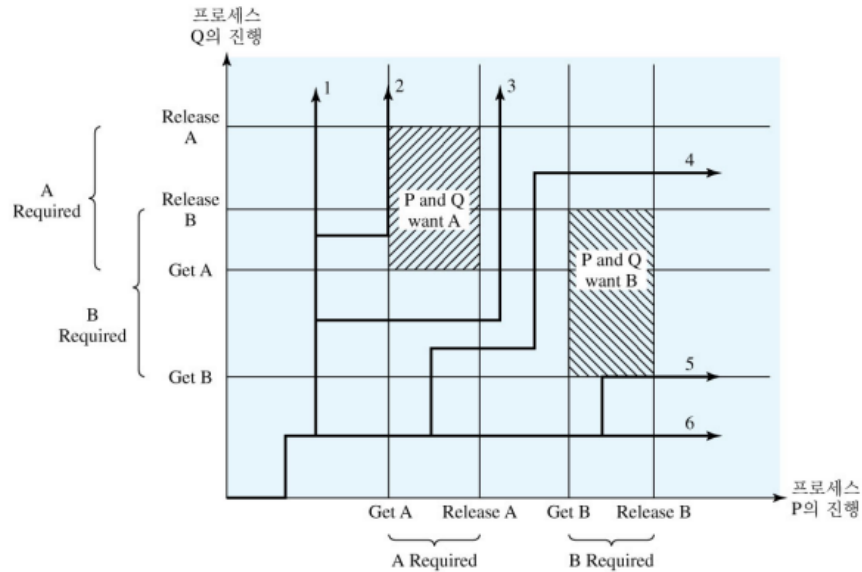 프로세스
Q의 진행
1
2
3
Release
A
4
A
Required
Release
B
P and Q
want A
P and Q
want B
Get A
B
Required
Get B
5
6
프로세스
P의 진행
Get A
Release A
Get B
Release B
A Required
B Required